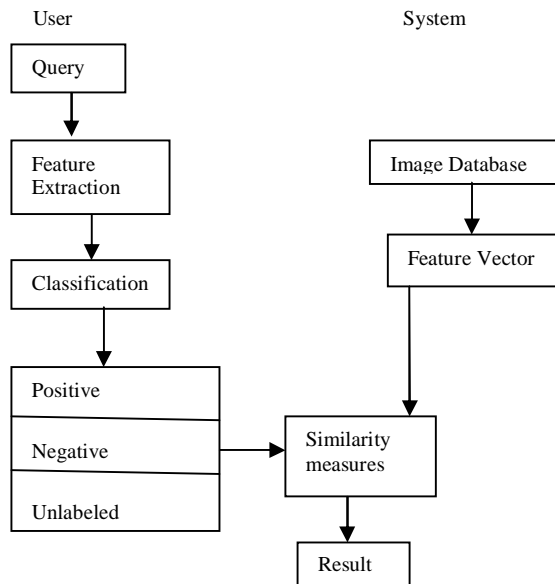 User
System
Query
Feature
Extraction
Image Database
Feature Vector
Classification
Positive
Negative
Unlabeled
Similarity
measures
Result